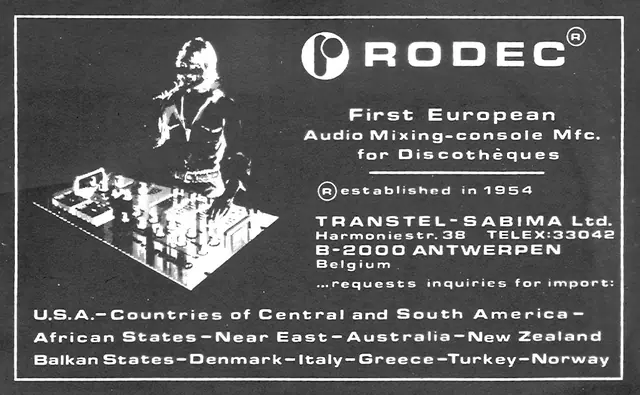 RODEC ®
First European
Audio Mixing-console Mfc.
for Discothèques
® established in 1954
TRANSTEL-SABIMA Ltd.
Harmoniestr. 38 TELEX:33042
B-2000 ANTWERPEN
Belgium
...requests inquiries for import:
U.S.A.-Countries of Central and South America-
African States-Near East-Australia-New Zealand
Balkan States-Denmark-Italy-Greece-Turkey-Norway